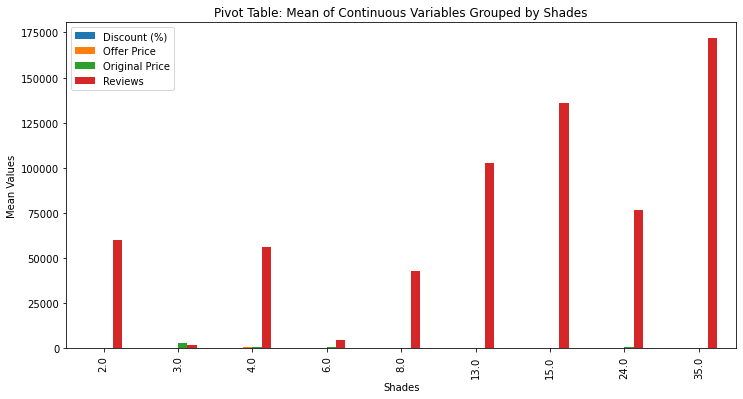 Pivot Table: Mean of Continuous Variables Grouped by Shades
Discount (%)
Offer Price
Original Price
Reviews
175000
150000
125000
100000
75000
50000
25000
0
Mean Values
2.0
3.0
4.0
6.0
8.0
13.0
15.0
24.0
35.0
Shades